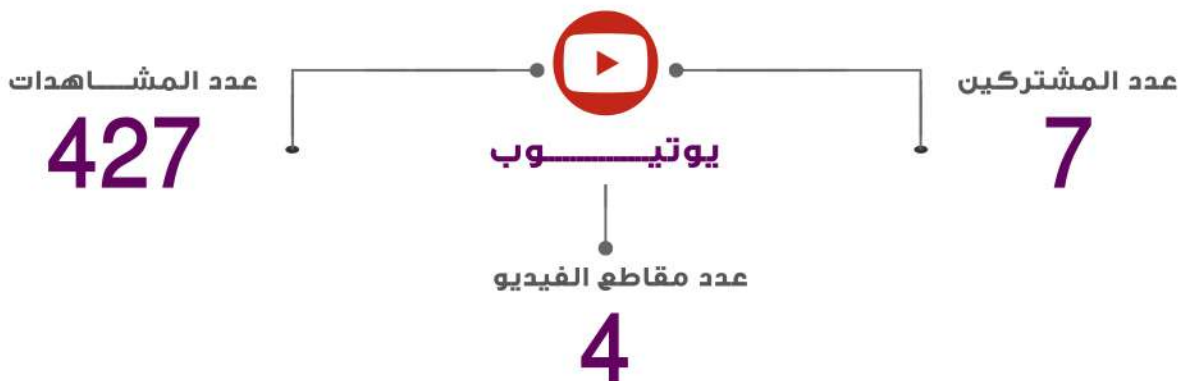 عدد المشتركين
7
يوتيـــــــوب
عدد المشـــاهدات
427
عدد مقاطع الفيديو
4